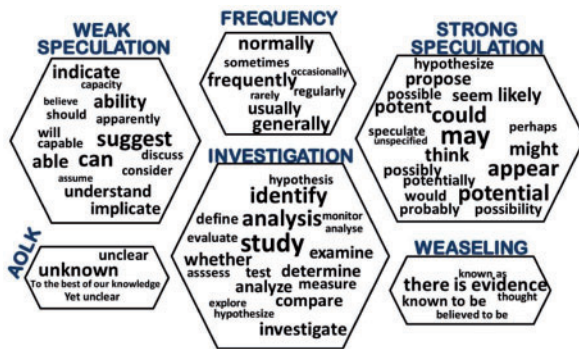 WEAK
SPECULATION
indicate
capacity
believe
ability
should
apparently
will
capable
suggest
able
can
discuss
consider
assume
understand
implicate
FREQUENCY
normally
sometimes
occasionally
frequently
rarely
regularly
usually
generally
STRONG
SPECULATION
hypothesize
propose
possible
seem
likely
potent
could
speculate
unspecified
may
perhaps
think
might
possibly
appear
potentially
would
potential
probably
possibility
INVESTIGATION
hypothesis
identify
define
analysis
monitor
analyse
evaluate
study
whether
examine
asssess
test
determine
analyze
measure
explore
compare
hypothesize
investigate
AOLK
unclear
unknown
To the best of our knowledge
Yet unclear
WEASELING
known as
there is evidence
known to be
thought
believed to be